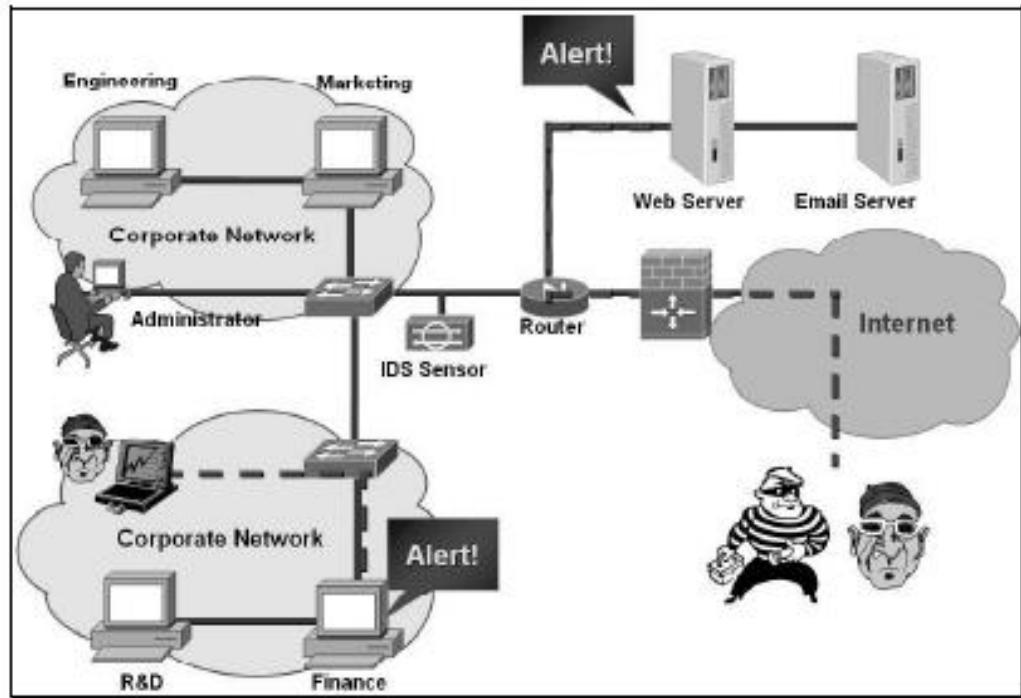 Alert!
Engineering
Marketing
Corporate Network
Web Server
Email Server
Administrator
Router
IDS Sensor
Internet
Corporate Network
Alert!
R&D
Finance